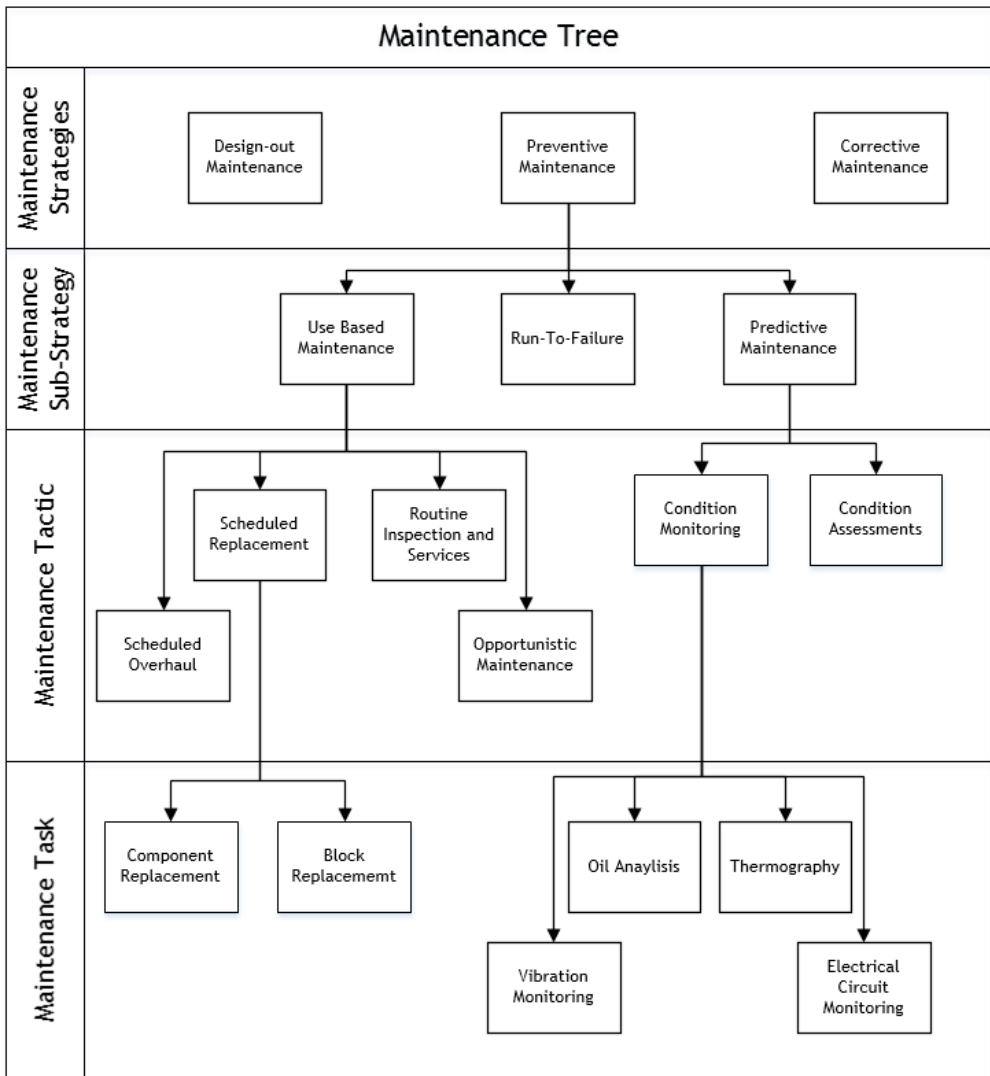 Maintenance Tree
Maintenance
Strategies
Design-out
Maintenance
Preventive
Maintenance
Corrective
Maintenance
Maintenance
Sub-Strategy
Use Based
Maintenance
Run-To-Failure
Predictive
Maintenance
Maintenance Tactic
Scheduled
Replacement
Routine
Inspection and
Services
Condition
Monitoring
Condition
Assessments
Scheduled
Overhaul
Opportunistic
Maintenance
Maintenance Task
Component
Replacement
Block
Replacememt
Oil Anaylisis
Thermography
Vibration
Monitoring
Electrical
Circuit
Monitoring